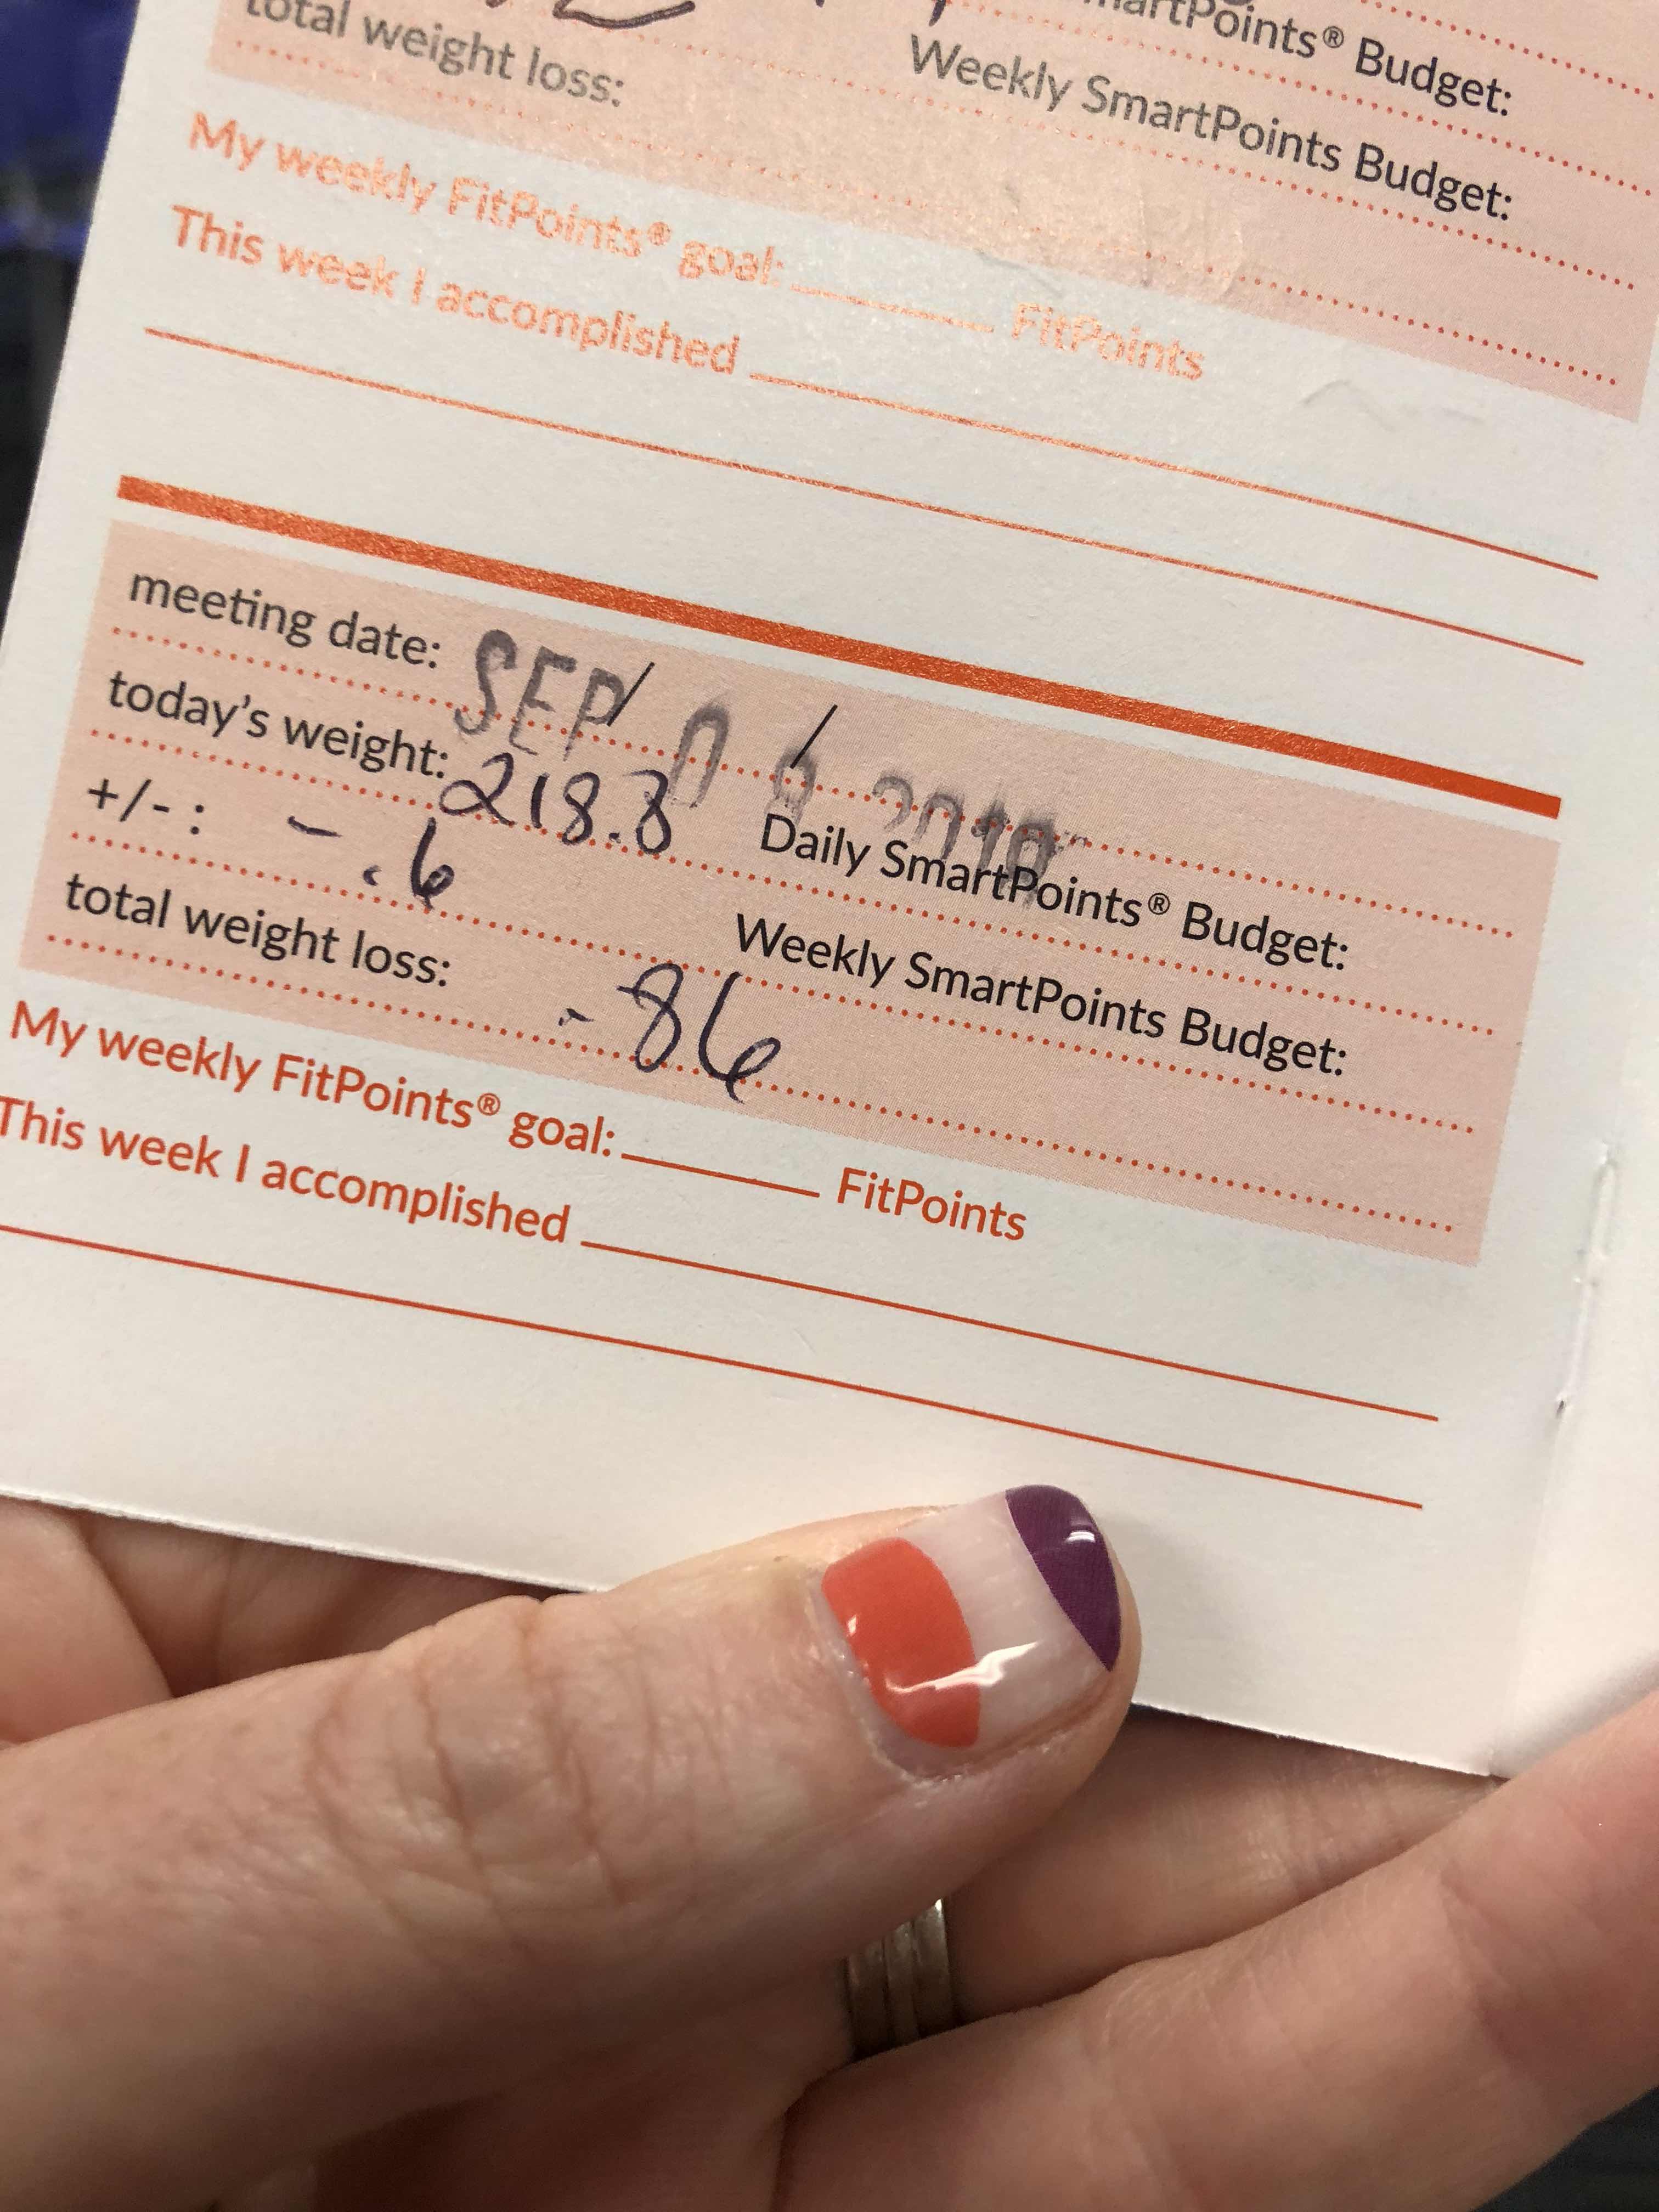 total weight loss:
SmartPoints® Budget:
Weekly SmartPoints Budget:
My weekly FitPoints® goal: FitPoints
This week I accomplished
meeting date: SEP 0 8
today's weight: 218.8 Daily SmartPoints® Budget:
+/- : - .6 Weekly SmartPoints Budget:
total weight loss: -86
My weekly FitPoints® goal: FitPoints
This week I accomplished